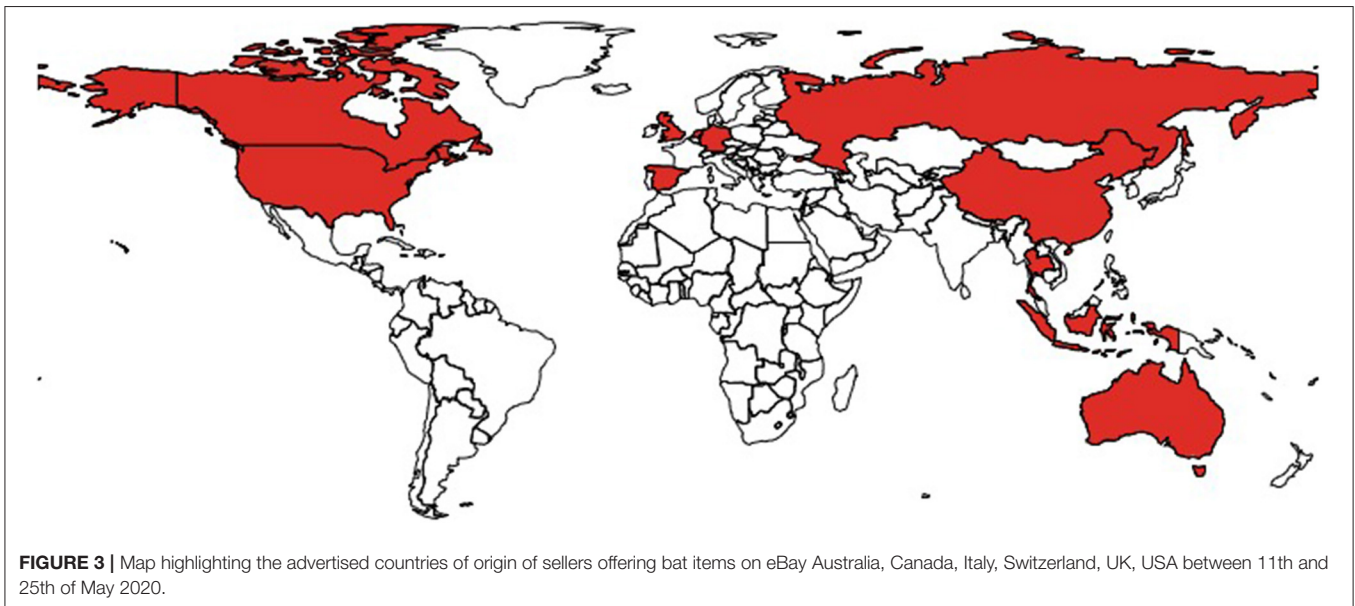 FIGURE 3 | Map highlighting the advertised countries of origin of sellers offering bat items on eBay Australia, Canada, Italy, Switzerland, UK, USA between 11th and
25th of May 2020.